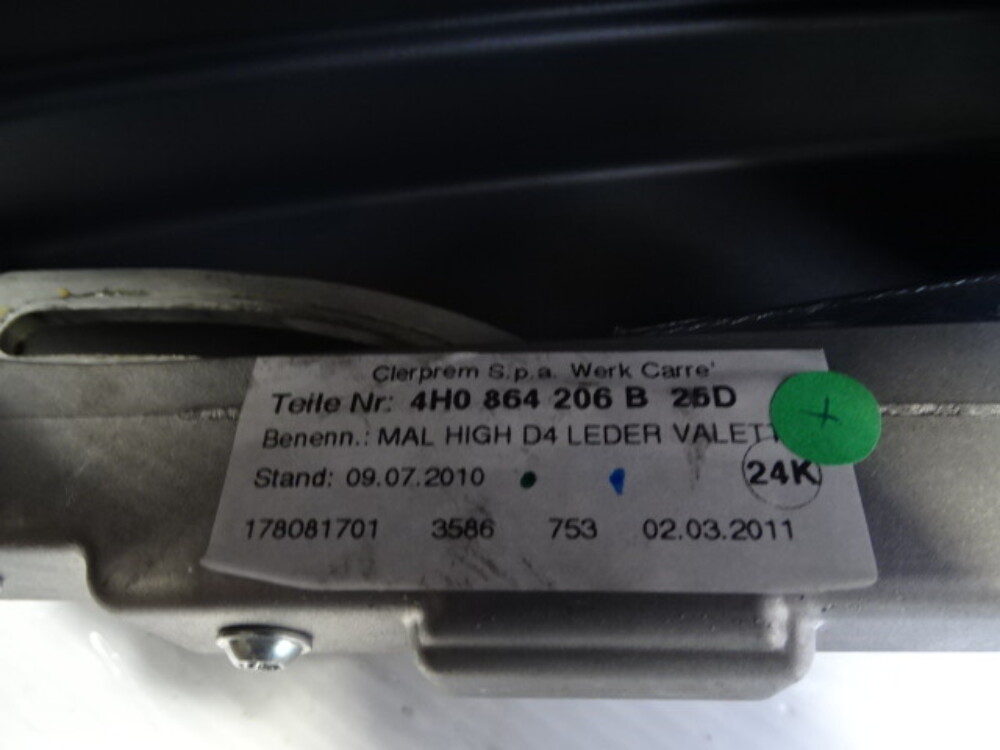 Clerprem S.p.a. Werk Carre'
Teile Nr: 4H0 864 206 B 25D
Benenn.: MAL HIGH D4 LEDER
Stand: 09.07.2010
24K
178081701 3586 753 02.03.2011